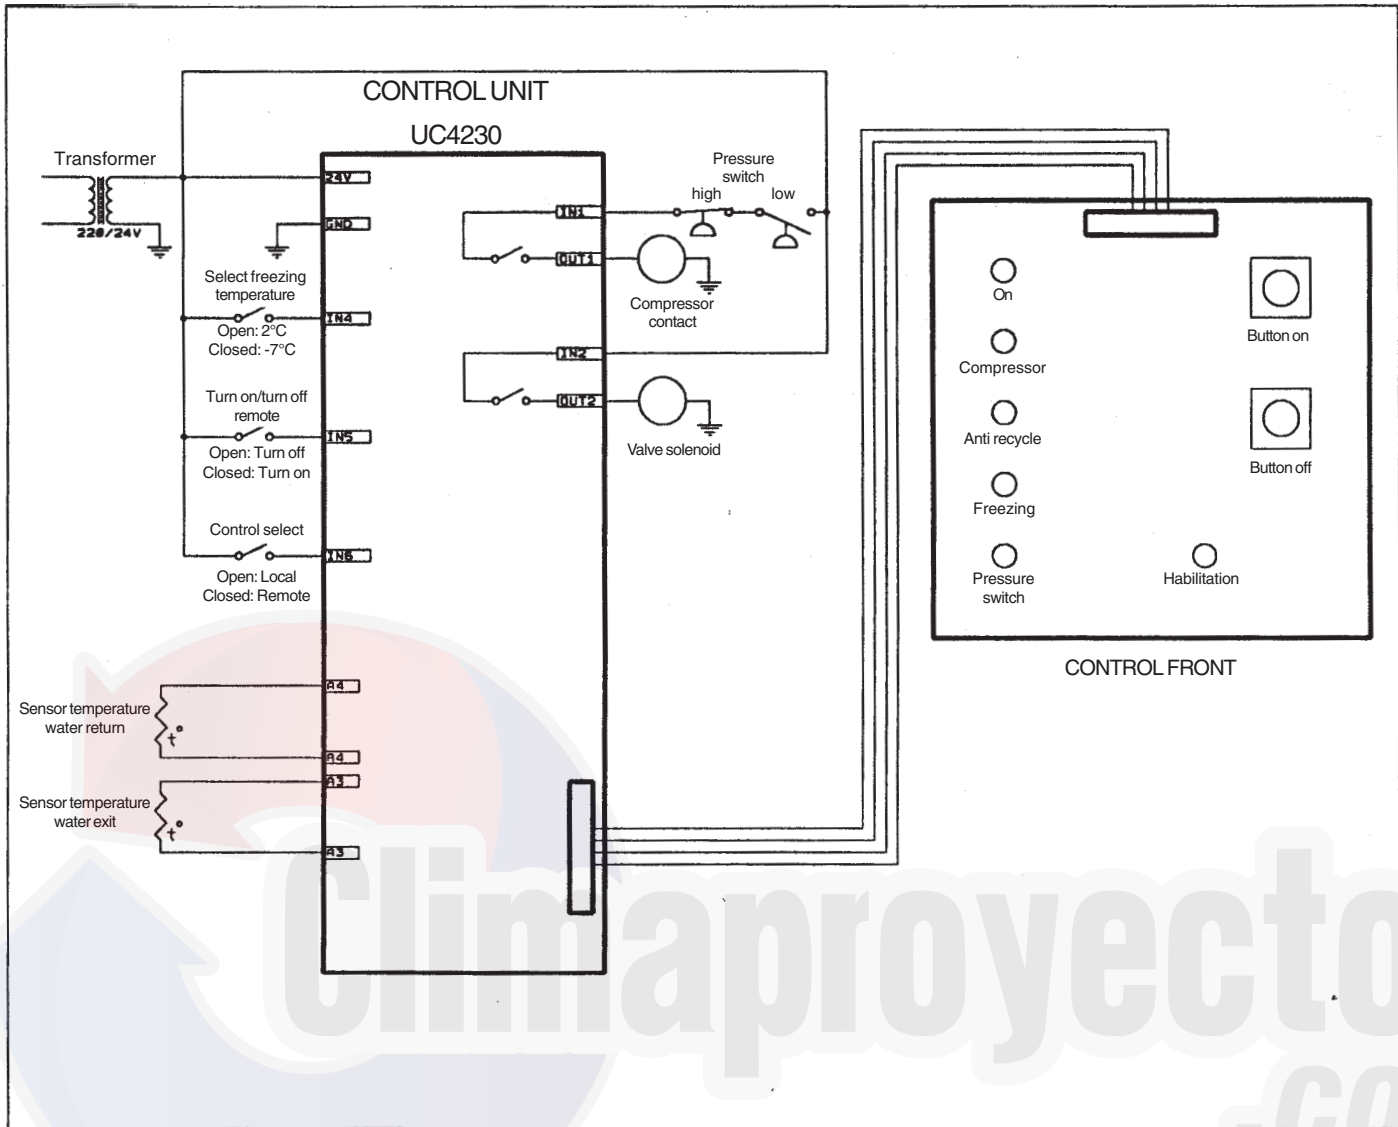 CONTROL UNIT
UC4230
Transformer
220/24V
24V
GND
Select freezing
temperature
Open: 2°C
Closed: -7°C
IN4
Turn on/turn off
remote
Open: Turn off
Closed: Turn on
IN5
Control select
Open: Local
Closed: Remote
IN6
Sensor temperature
water return
t°
A4
A4
Sensor temperature
water exit
t°
A3
A3
IN1
OUT1
Pressure
switch
high
low
Compressor
contact
IN2
OUT2
Valve solenoid
On
Compressor
Anti recycle
Freezing
Pressure
switch
Button on
Button off
Habilitation
CONTROL FRONT
Climaproyecto
.co